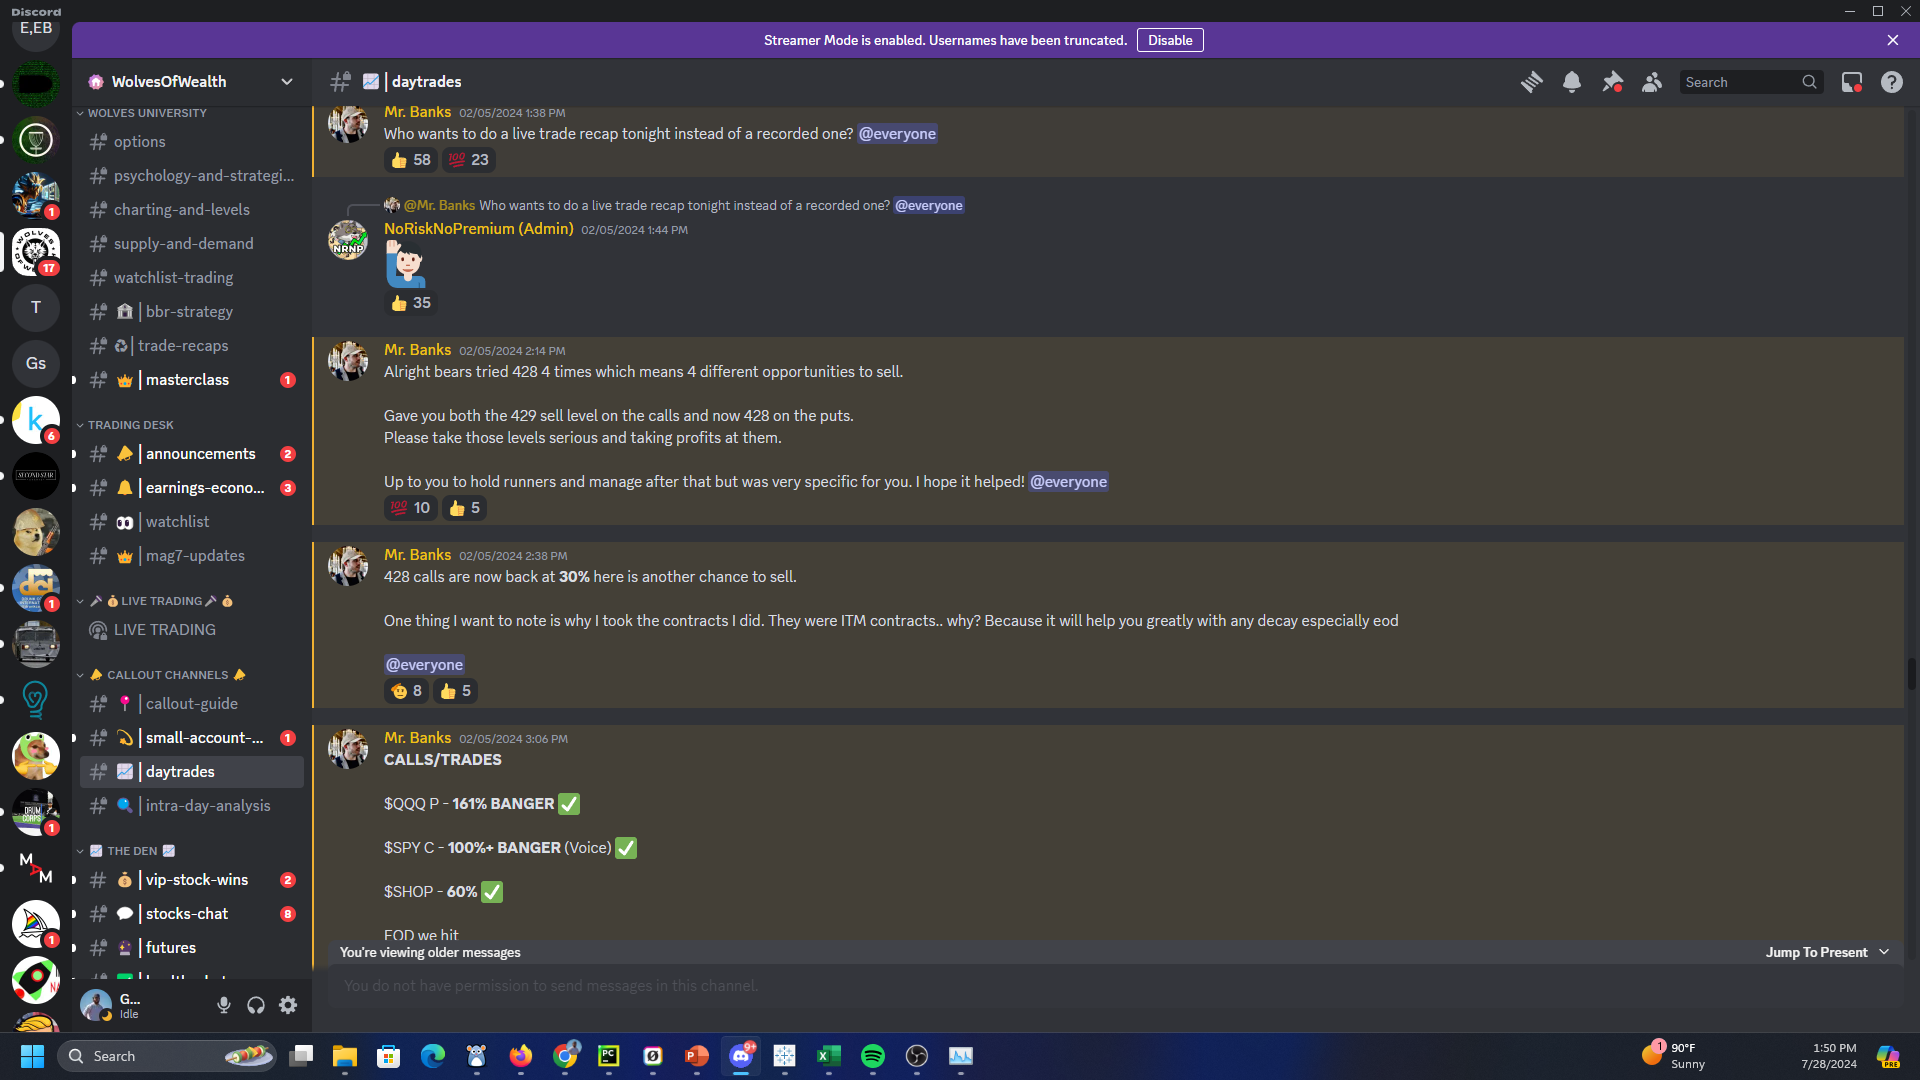 Discord
E,EB
Streamer Mode is enabled. Usernames have been truncated. Disable
WolvesOfWealth
daytrades
Search
WOLVES UNIVERSITY
options
psychology-and-strategi...
charting-and-levels
supply-and-demand
watchlist-trading
bbr-strategy
trade-recaps
masterclass 1
TRADING DESK
announcements 2
earnings-econo... 3
watchlist
mag7-updates
LIVE TRADING
LIVE TRADING
CALLOUT CHANNELS
callout-guide
small-account-... 1
daytrades
intra-day-analysis
THE DEN
vip-stock-wins 2
stocks-chat 8
futures
1
17
T
Gs
k
6
1
1
M
A
M
1
G...
Idle
Mr. Banks 02/05/2024 1:38 PM
Who wants to do a live trade recap tonight instead of a recorded one? @everyone
58 100 23
@Mr. Banks Who wants to do a live trade recap tonight instead of a recorded one? @everyone
NoRiskNoPremium (Admin) 02/05/2024 1:44 PM
NRNP
35
Mr. Banks 02/05/2024 2:14 PM
Alright bears tried 428 4 times which means 4 different opportunities to sell.
Gave you both the 429 sell level on the calls and now 428 on the puts.
Please take those levels serious and taking profits at them.
Up to you to hold runners and manage after that but was very specific for you. I hope it helped! @everyone
100 10 5
Mr. Banks 02/05/2024 2:38 PM
428 calls are now back at 30% here is another chance to sell.
One thing I want to note is why I took the contracts I did. They were ITM contracts.. why? Because it will help you greatly with any decay especially eod
@everyone
8 5
Mr. Banks 02/05/2024 3:06 PM
CALLS/TRADES
$QQQ P - 161% BANGER
$SPY C - 100%+ BANGER (Voice)
$SHOP - 60%
EOD we hit
You're viewing older messages
Jump To Present
You do not have permission to send messages in this channel.
Search
PC
9+
1
90°F
Sunny
1:50 PM
7/28/2024
PRE